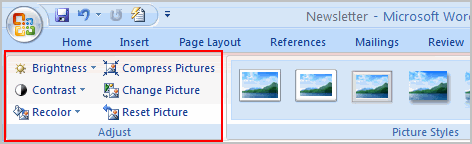 Newsletter - Microsoft Wor
Home Insert Page Layout References Mailings Review
Brightness Compress Pictures
Contrast Change Picture
Recolor Reset Picture
Adjust Picture Styles